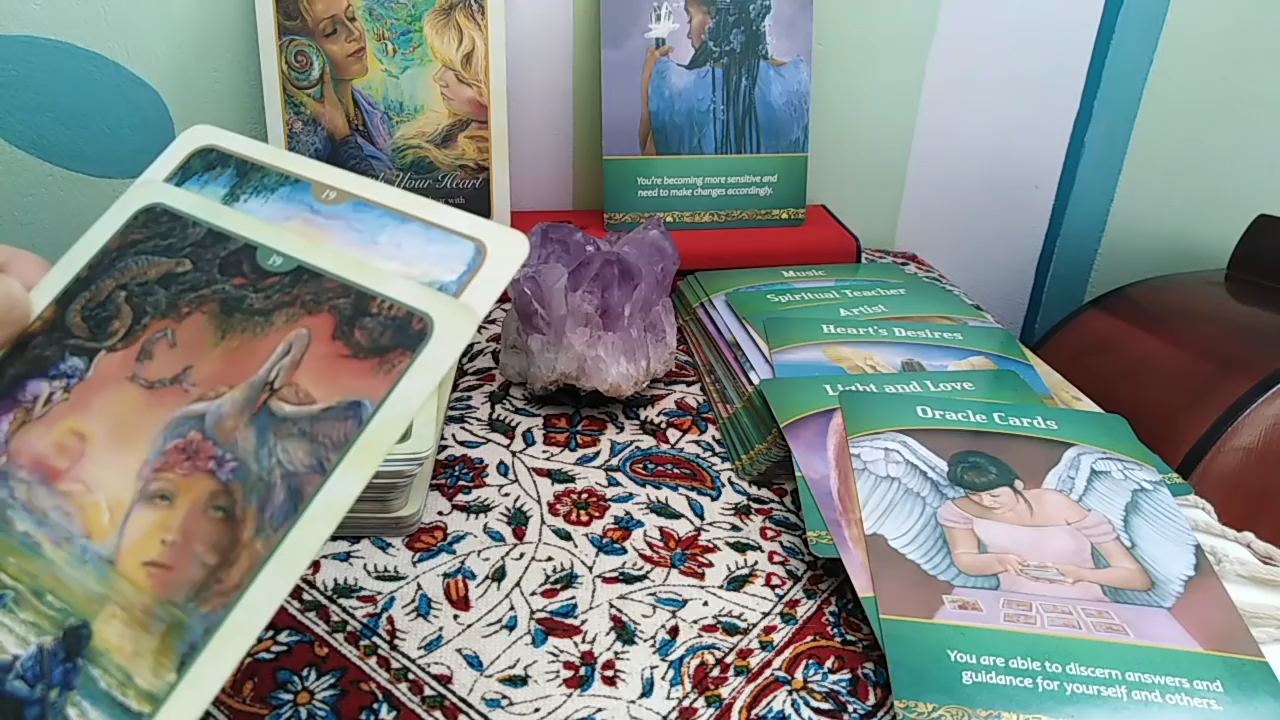 Your Heart
with
You're becoming more sensitive and
need to make changes accordingly.
19
19
Music
Spiritual Teacher
Artist
Heart's Desires
Light and Love
Oracle Cards
You are able to discern answers and
guidance for yourself and others.